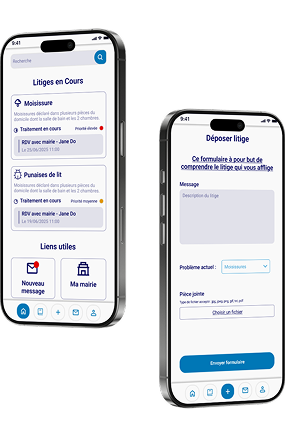 9:41
Recherche
Litiges en Cours
Moisissure
Moisissures déclaré dans plusieurs pièces du
domicile dont la salle de bain et les 2 chambres.
Traitement en cours
Priorité élevée
RDV avec mairie - Jane Do
Le 25/06/2023 11:00
Punaises de lit
Moisissures déclaré dans plusieurs pièces du
domicile dont la salle de bain et les 2 chambres.
Traitement en cours
Priorité moyenne
RDV avec mairie - Jane Do
Le 19/06/2023 11:00
Liens utiles
Nouveau
message
Ma mairie
9:41
Déposer litige
Ce formulaire à pour but de
comprendre le litige qui vous afflige
Message
Description du litige
Problème actuel :
Moisissures
Pièce jointe
Type de fichier accepté : jpg, jpeg, png, gif, svg, pdf
Choisir un fichier
Envoyer formulaire